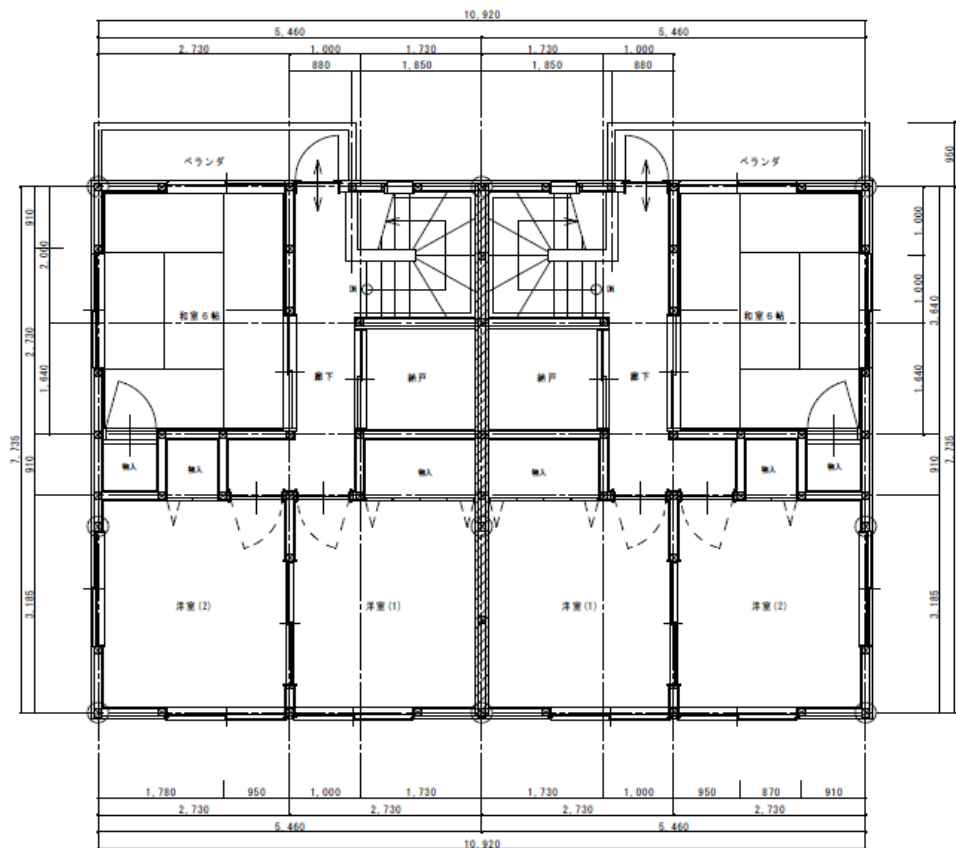 10,920
5,460 5,460
2,730 1,000 1,730 1,730 1,000
880 1,850 1,850 880
ベランダ ベランダ
950
910 2,000 1,000
DN DN
和室6帖 和室6帖
2,730 1,000 3,640
廊下 納戸 納戸 廊下
1,640 1,640
7,735 7,735
物入 物入 物入 物入 物入 物入
910 910
洋室(2) 洋室(1) 洋室(1) 洋室(2)
3,185 3,185
1,780 950 1,000 1,730 1,730 1,000 950 870 910
2,730 2,730 2,730 2,730
5,460 5,460
10,920